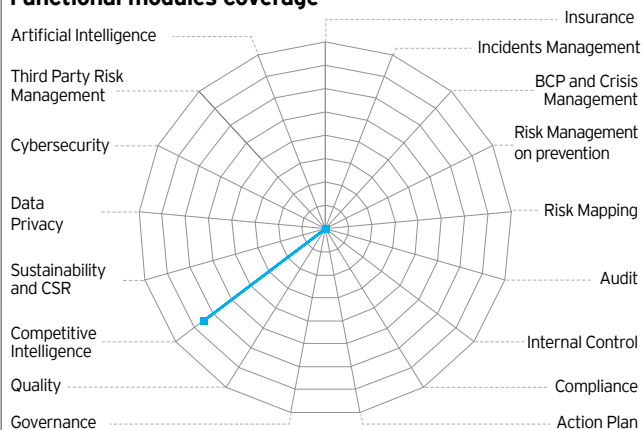 Functional modules coverage
Insurance
Incidents Management
BCP and Crisis
Management
Risk Management
on prevention
Risk Mapping
Audit
Internal Control
Compliance
Action Plan
Governance
Quality
Competitive
Intelligence
Sustainability
and CSR
Data
Privacy
Cybersecurity
Third Party Risk
Management
Artificial Intelligence